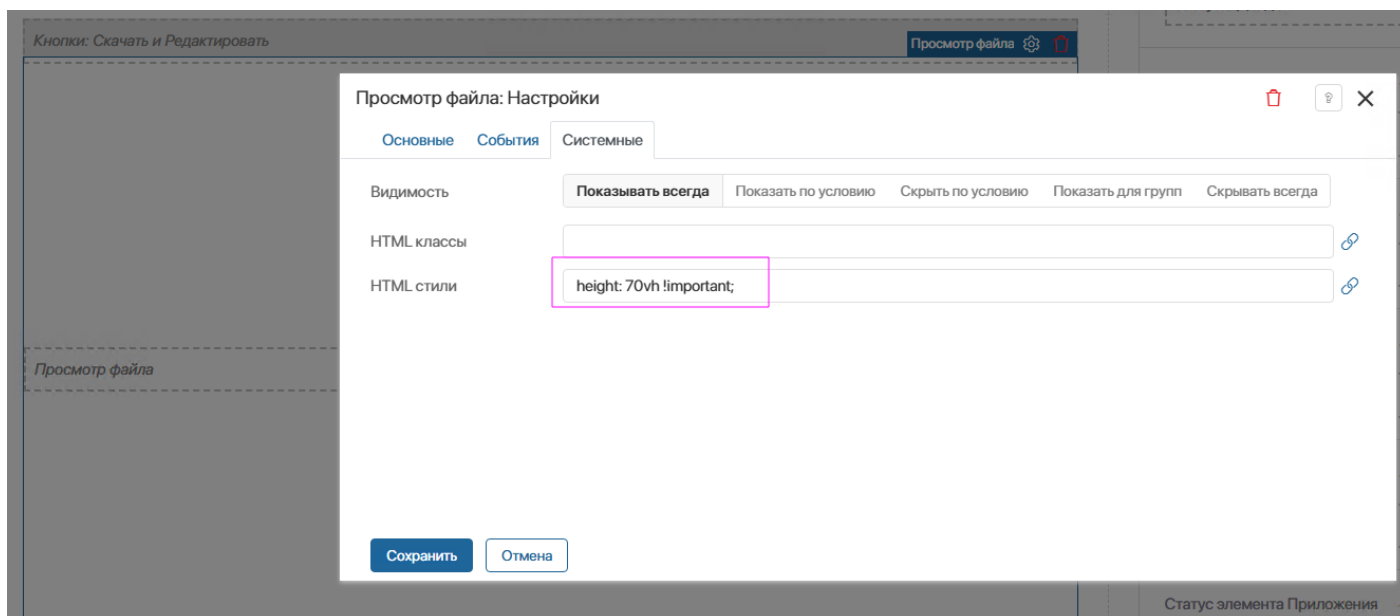 Кнопки: Скачать и Редактировать
Просмотр файла
Просмотр файла: Настройки
Основные События Системные
Видимость Показывать всегда Показать по условию Скрыть по условию Показать для групп Скрывать всегда
HTML классы
HTML стили height: 70vh !important;
Просмотр файла
Сохранить Отмена
Статус элемента Приложения